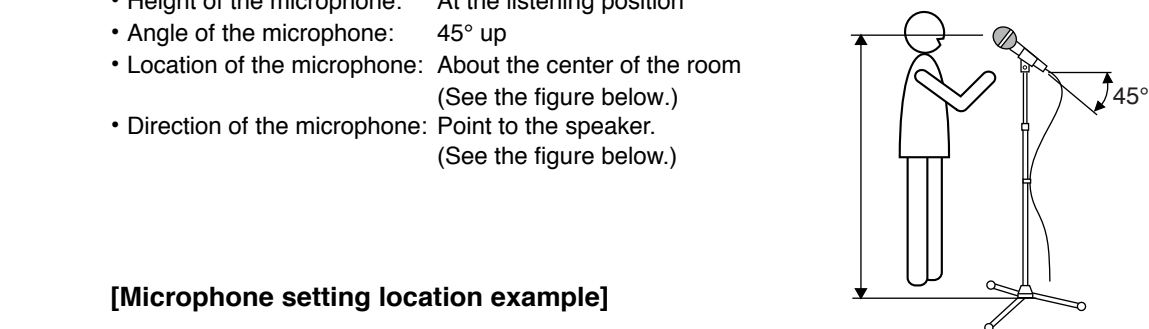 • Height of the microphone: At the listening position
• Angle of the microphone: 45° up
• Location of the microphone: About the center of the room
(See the figure below.)
• Direction of the microphone: Point to the speaker.
(See the figure below.)
45°
[Microphone setting location example]